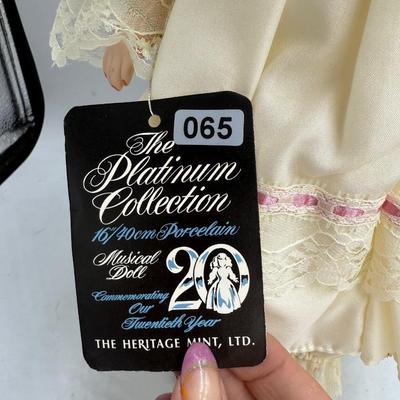 065
The
Platinum
Collection
16"/40cm Porcelain
Musical
Doll
20
Commemorating
Our
Twentieth Year
THE HERITAGE MINT, LTD.